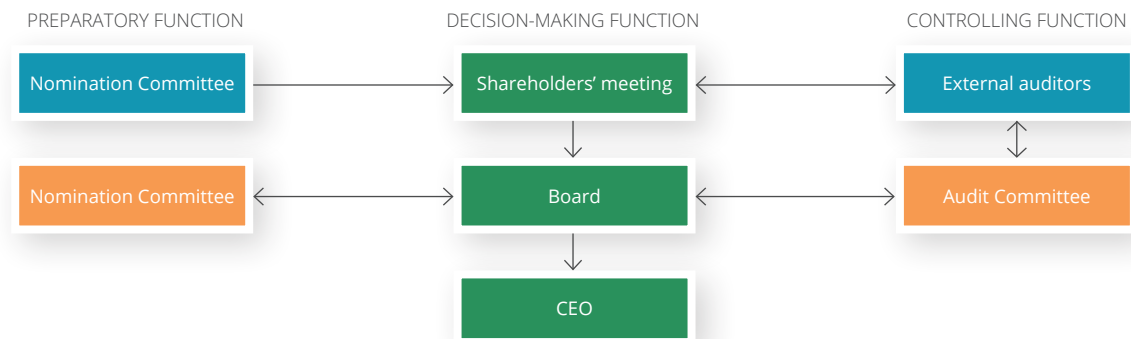 PREPARATORY FUNCTION
DECISION-MAKING FUNCTION
CONTROLLING FUNCTION
Nomination Committee
Shareholders’ meeting
External auditors
Nomination Committee
Board
Audit Committee
CEO